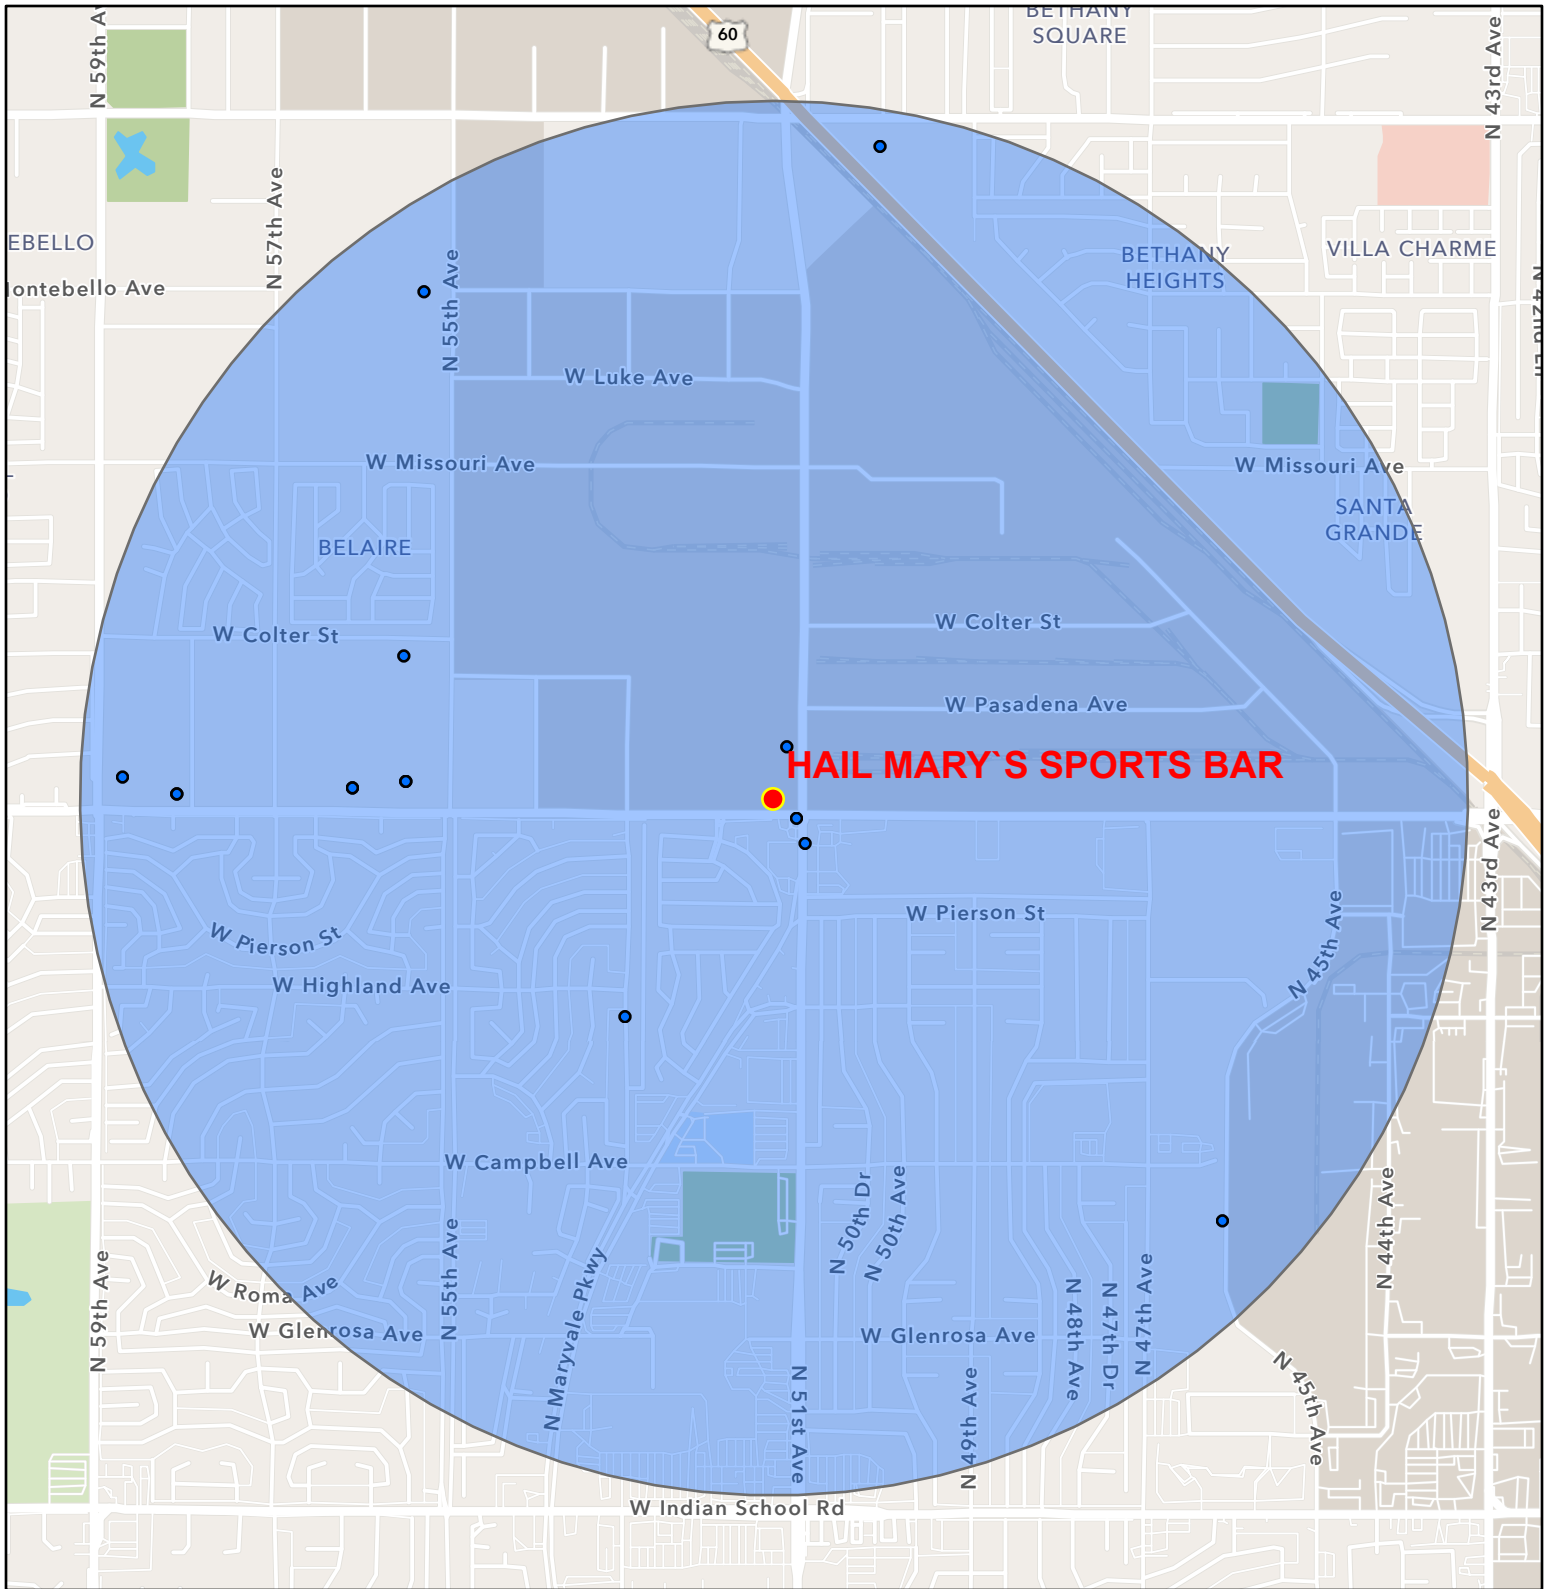 BETHANY
SQUARE
60
N 59th Av
N 43rd Ave
N 57th Ave
EBELLO
BETHANY
HEIGHTS
VILLA CHARME
N 55th Ave
N 42nd Ln
W Luke Ave
W Missouri Ave
W Missouri Ave
SANTA
GRANDE
BELAIRE
W Colter St
W Colter St
W Pasadena Ave
HAIL MARY`S SPORTS BAR
N 43rd Ave
W Pierson St
W Pierson St
N 45th Ave
W Highland Ave
W Campbell Ave
N 50th Dr
N 50th Ave
N 44th Ave
N 59th Ave
W Roma Ave
N 55th Ave
N Maryvale Pkwy
W Glenrosa Ave
W Glenrosa Ave
N 48th Ave
N 47th Dr
N 47th Ave
N 51st Ave
N 49th Ave
N 45th Ave
W Indian School Rd